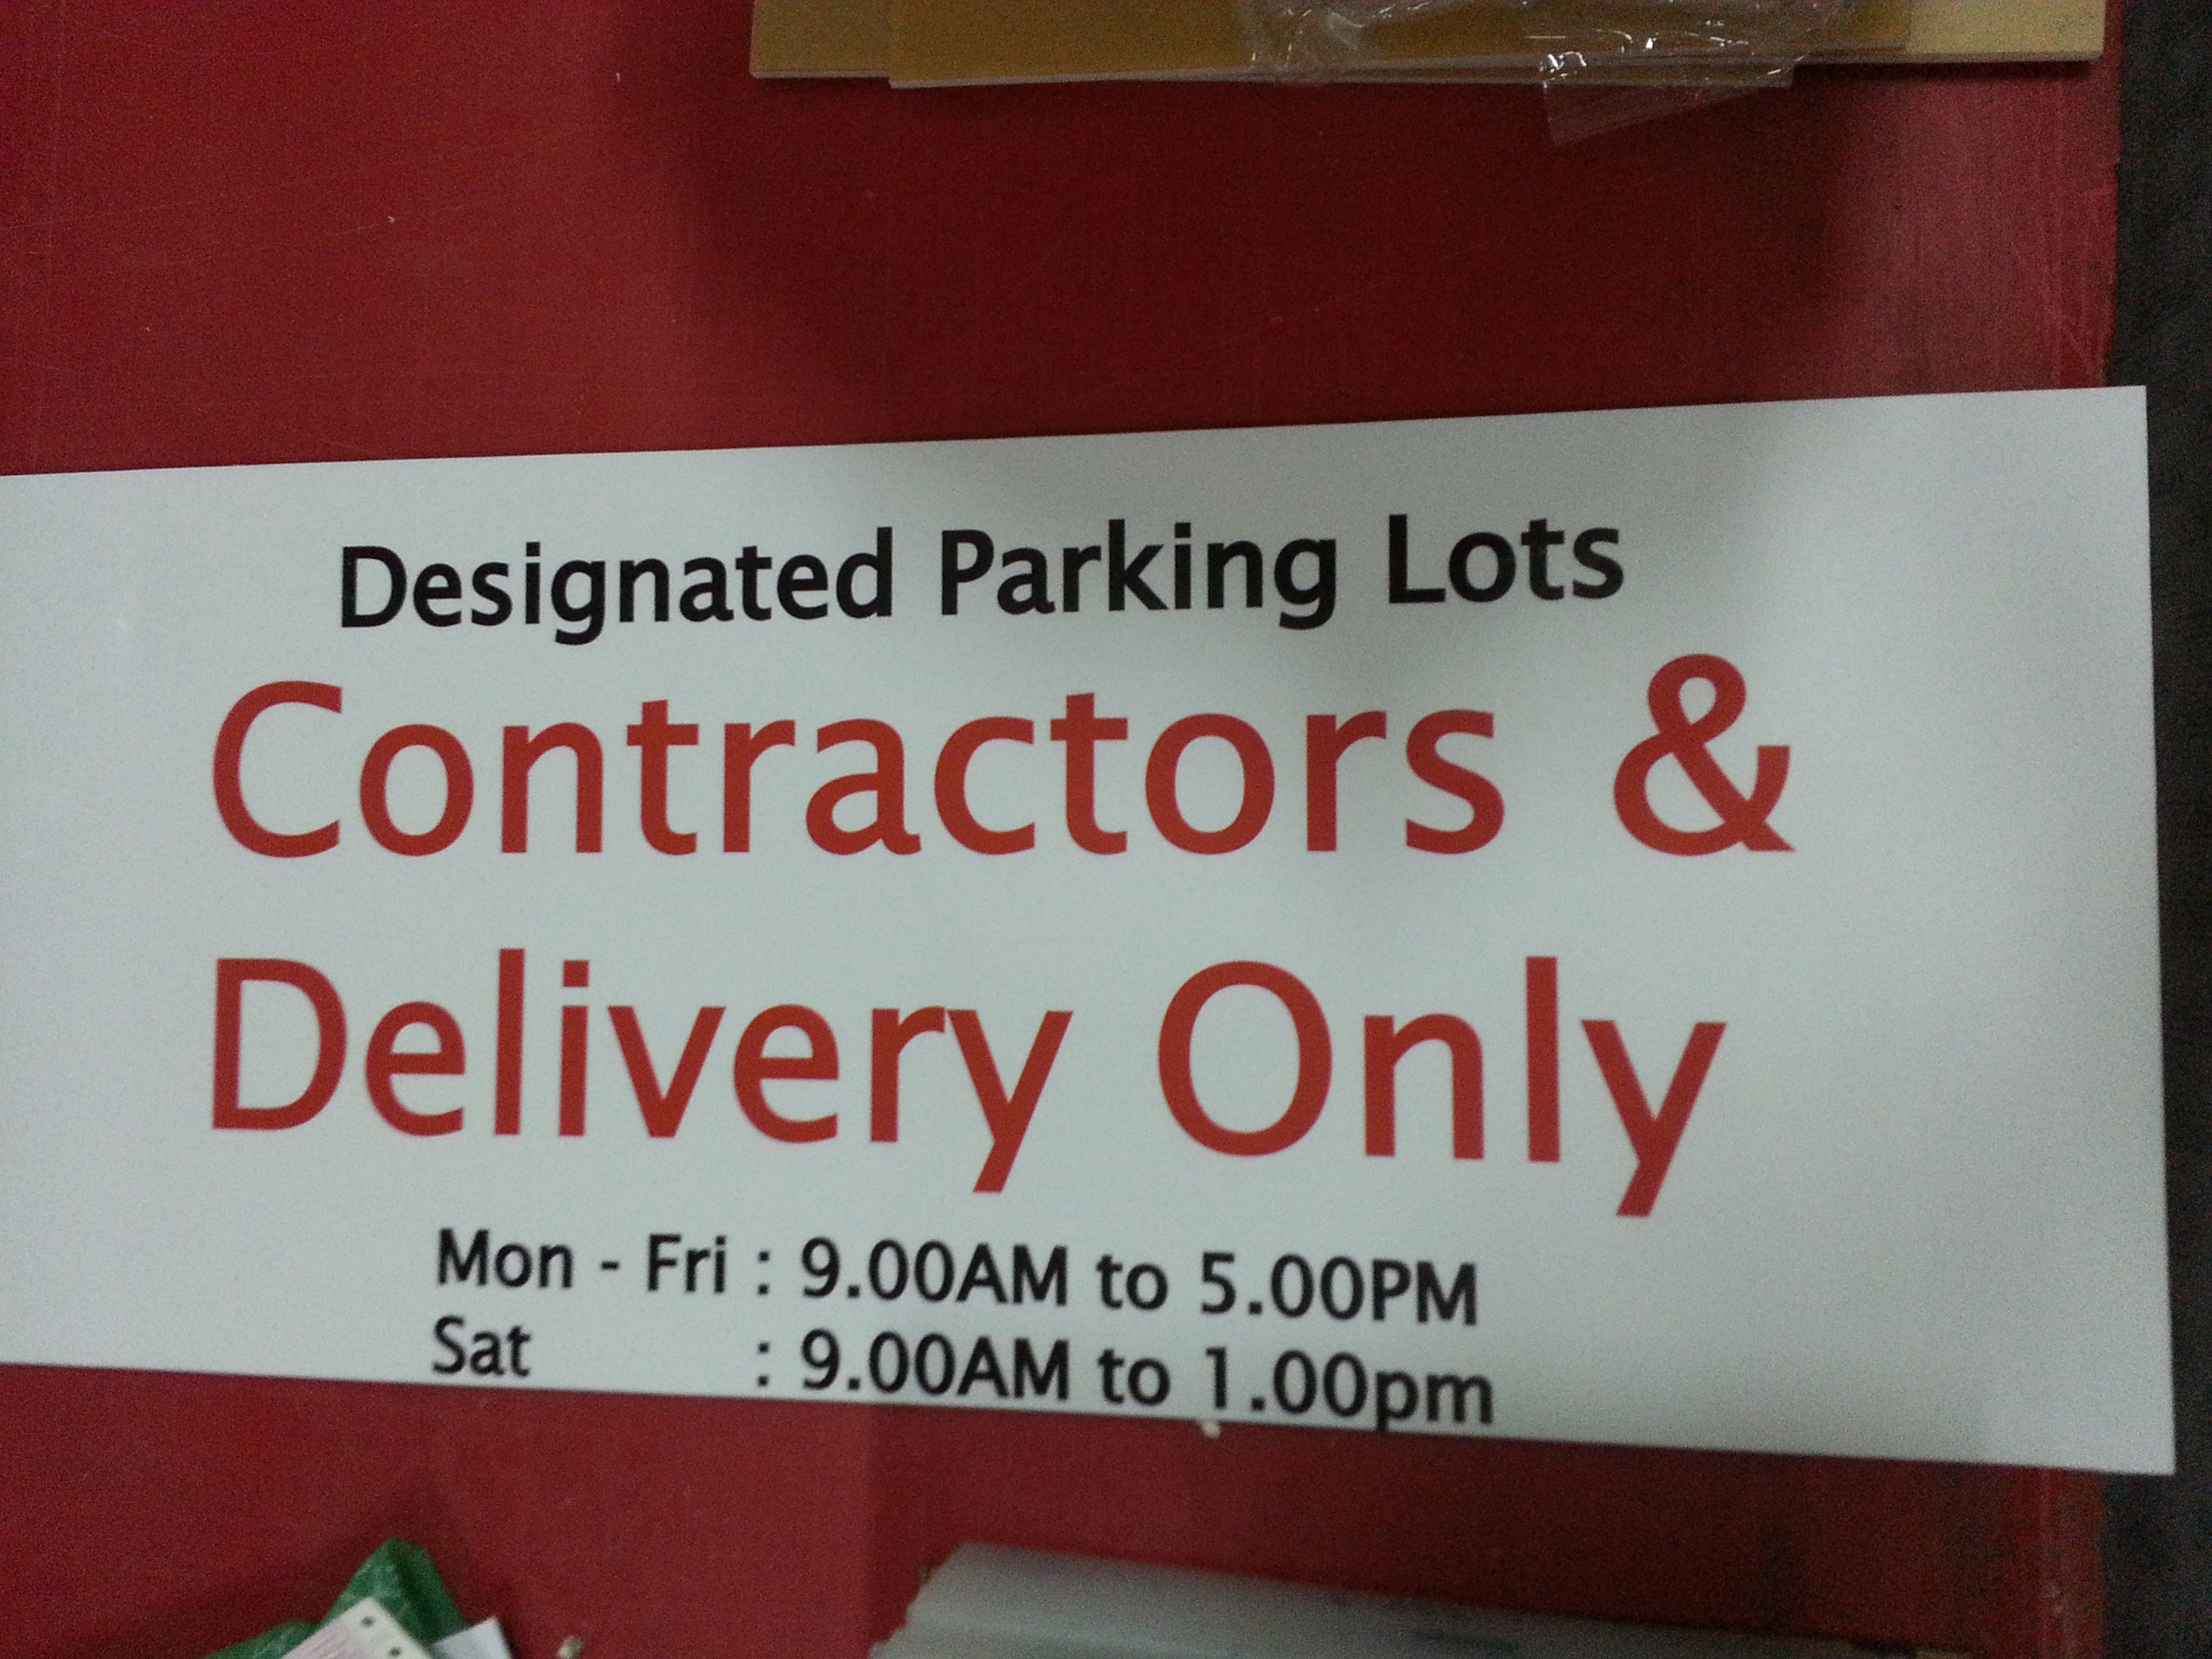 Designated Parking Lots
Contractors &
Delivery Only
Mon - Fri : 9.00AM to 5.00PM
Sat : 9.00AM to 1.00pm